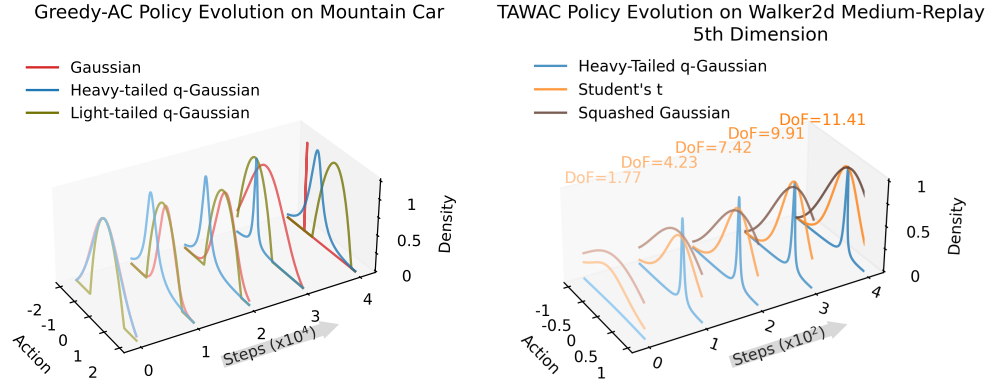 Greedy-AC Policy Evolution on Mountain Car
Gaussian
Heavy-tailed q-Gaussian
Light-tailed q-Gaussian
1
0.5
0
Density
-2
-1
0
1
2
Action
0
1
2
3
4
Steps (x10⁴)
TAWAC Policy Evolution on Walker2d Medium-Replay
5th Dimension
Heavy-Tailed q-Gaussian
Student's t
Squashed Gaussian
DoF=1.77
DoF=4.23
DoF=7.42
DoF=9.91
DoF=11.41
1
0.5
0
Density
-1
-0.5
0
0.5
1
Action
0
1
2
3
4
Steps (x10²)